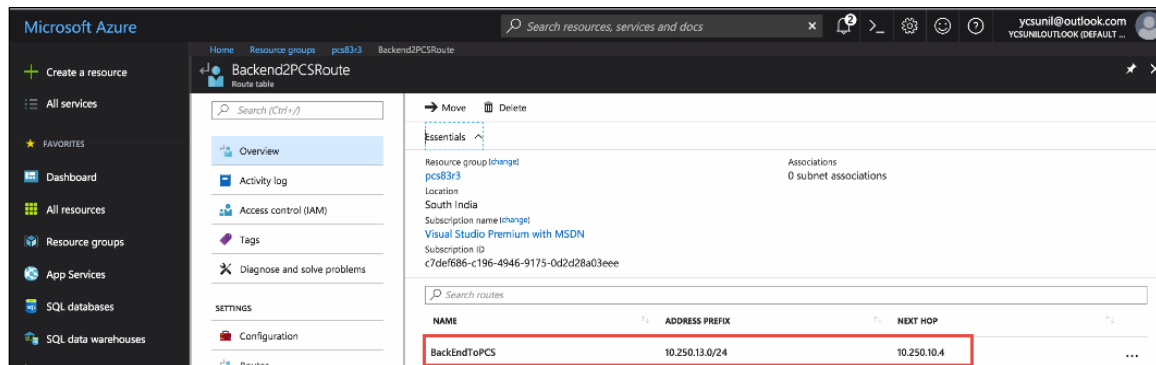 Microsoft Azure
Search resources, services and docs
2
ycsunil@outlook.com
YCSUNILOUTLOOK (DEFAULT ...
Home Resource groups pcs83r3 Backend2PCSRoute
Create a resource
Backend2PCSRoute
Route table
All services
Search (Ctrl+/)
Move Delete
Essentials
FAVORITES
Overview
Resource group (change)
Associations
pcs83r3
0 subnet associations
Dashboard
Activity log
Location
South India
All resources
Access control (IAM)
Subscription name (change)
Visual Studio Premium with MSDN
Resource groups
Tags
Subscription ID
c7def686-c196-4946-9175-0d2d28a03eee
App Services
Diagnose and solve problems
Search routes
SQL databases
SETTINGS
NAME ADDRESS PREFIX NEXT HOP
SQL data warehouses
Configuration
BackEndToPCS 10.250.13.0/24 10.250.10.4
...
Routes